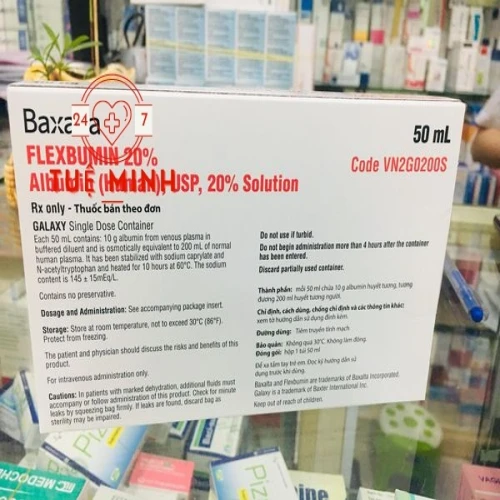 Baxalta
24 7
TUỆ MINH
50 mL
FLEXBUMIN 20%
Code VN2G0200S
Albumin (Human), USP, 20% Solution
Rx only - Thuốc bán theo đơn
GALAXY Single Dose Container
Each 50 mL contains: 10 g albumin from venous plasma in
buffered diluent and is osmotically equivalent to 200 mL of normal
human plasma. It has been stabilized with sodium caprylate and
N-acetyltryptophan and heated for 10 hours at 60°C. The sodium
content is 145 ± 15mEq/L.
Contains no preservative.
Dosage and Administration: See accompanying package insert.
Storage: Store at room temperature, not to exceed 30°C (86°F).
Protect from freezing.
The patient and physician should discuss the risks and benefits of this
product.
For intravenous administration only.
Cautions: In patients with marked dehydration, additional fluids must
accompany or follow administration of this product. Check for minute
leaks by squeezing bag firmly. If leaks are found, discard bag as
sterility may be impaired.
Do not use if turbid.
Do not begin administration more than 4 hours after the container
has been entered.
Discard partially used container.
Thành phần: mỗi 50 ml chứa 10 g albumin huyết tương, tương
đương 200 ml huyết tương người.
Chỉ định, cách dùng, chống chỉ định và các thông tin khác:
xem tờ hướng dẫn sử dụng đính kèm.
Đường dùng: Tiêm truyền tĩnh mạch
Bảo quản: Không quá 30°C. Không làm đông.
Đóng gói: hộp 1 túi 50 ml
Để xa tầm tay trẻ em. Đọc kỹ hướng dẫn sử
dụng trước khi dùng.
Baxalta and Flexbumin are trademarks of Baxalta Incorporated.
Galaxy is a trademark of Baxter International Inc.
Keep out of reach of children.
MEDOCH
Piz
Pizu
ine